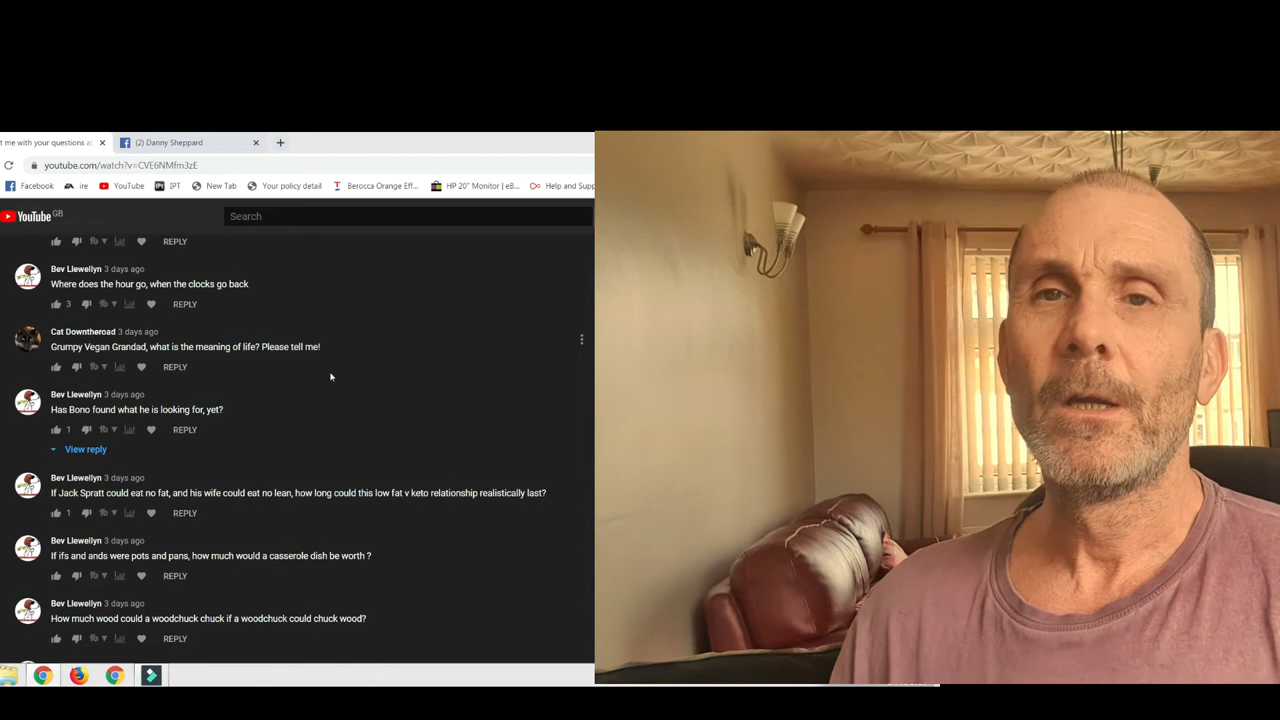 t me with your questions a
(2) Danny Sheppard
youtube.com/watch?v=CVE6NMfm3zE
Facebook
ire
YouTube
IPT
New Tab
Your policy detail
Berocca Orange Eff...
HP 20" Monitor | eB...
Help and Supp
YouTube GB
Search
REPLY
Bev Llewellyn 3 days ago
Where does the hour go, when the clocks go back
3 REPLY
Cat Downtheroad 3 days ago
Grumpy Vegan Grandad, what is the meaning of life? Please tell me!
REPLY
Bev Llewellyn 3 days ago
Has Bono found what he is looking for, yet?
1 REPLY
View reply
Bev Llewellyn 3 days ago
If Jack Spratt could eat no fat, and his wife could eat no lean, how long could this low fat v keto relationship realistically last?
1 REPLY
Bev Llewellyn 3 days ago
If ifs and ands were pots and pans, how much would a casserole dish be worth ?
REPLY
Bev Llewellyn 3 days ago
How much wood could a woodchuck chuck if a woodchuck could chuck wood?
REPLY